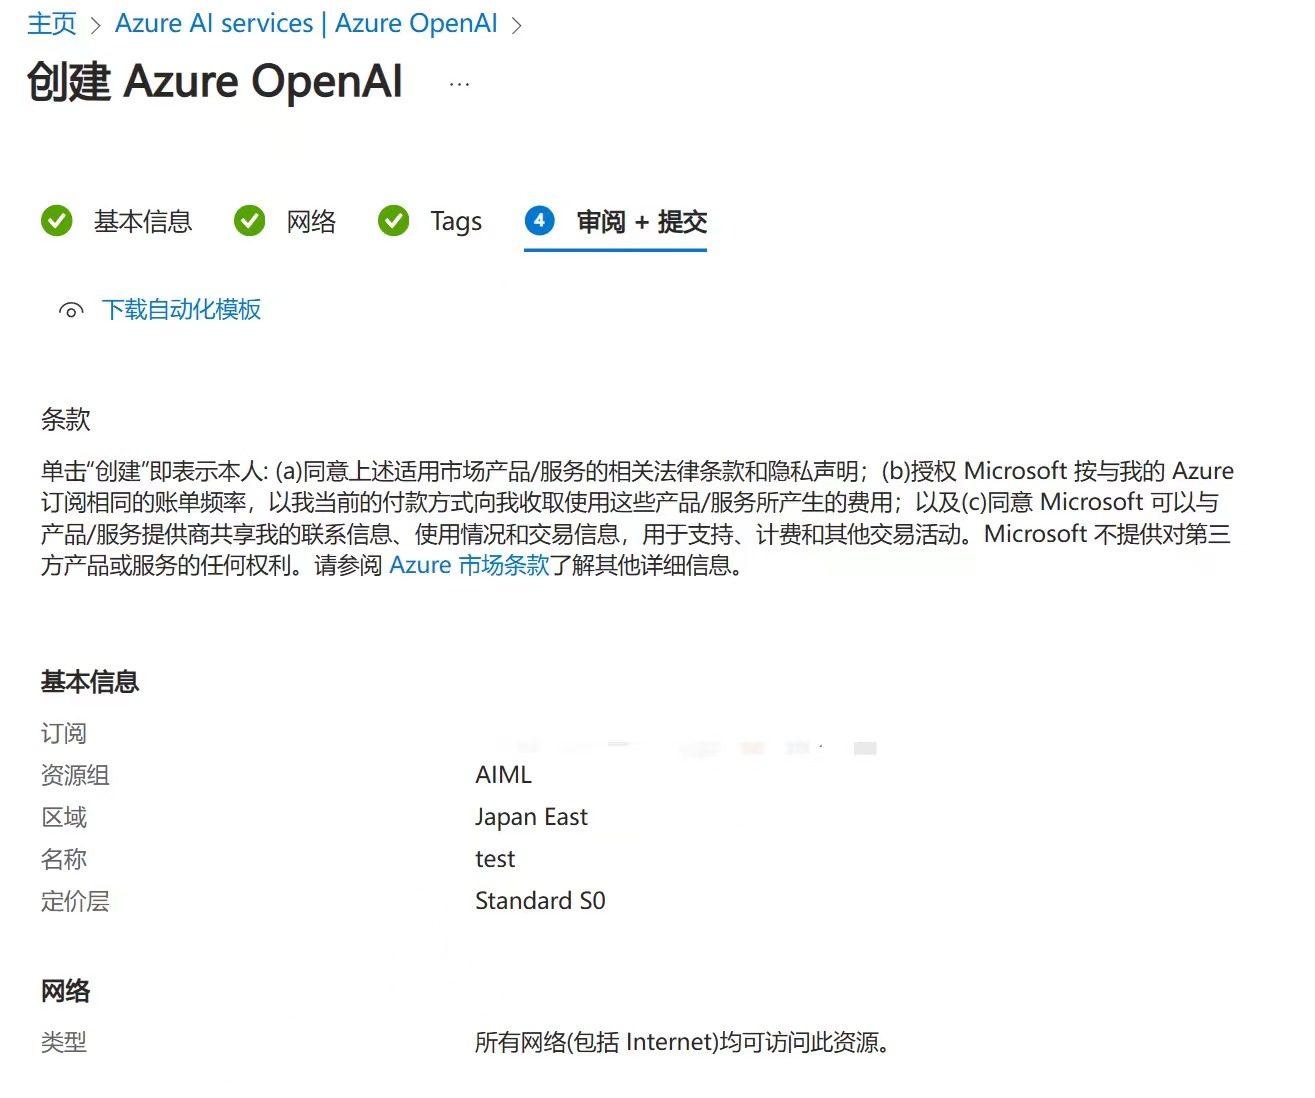 主页 > Azure AI services | Azure OpenAI >
创建 Azure OpenAI ...
基本信息 网络 Tags 4 审阅 + 提交
下载自动化模板
条款
单击“创建”即表示本人: (a)同意上述适用市场产品/服务的相关法律条款和隐私声明；(b)授权 Microsoft 按与我的 Azure
订阅相同的账单频率，以我当前的付款方式向我收取使用这些产品/服务所产生的费用；以及(c)同意 Microsoft 可以与
产品/服务提供商共享我的联系信息、使用情况和交易信息，用于支持、计费和其他交易活动。Microsoft 不提供对第三
方产品或服务的任何权利。请参阅 Azure 市场条款了解其他详细信息。
基本信息
订阅
资源组 AIML
区域 Japan East
名称 test
定价层 Standard S0
网络
类型 所有网络(包括 Internet)均可访问此资源。